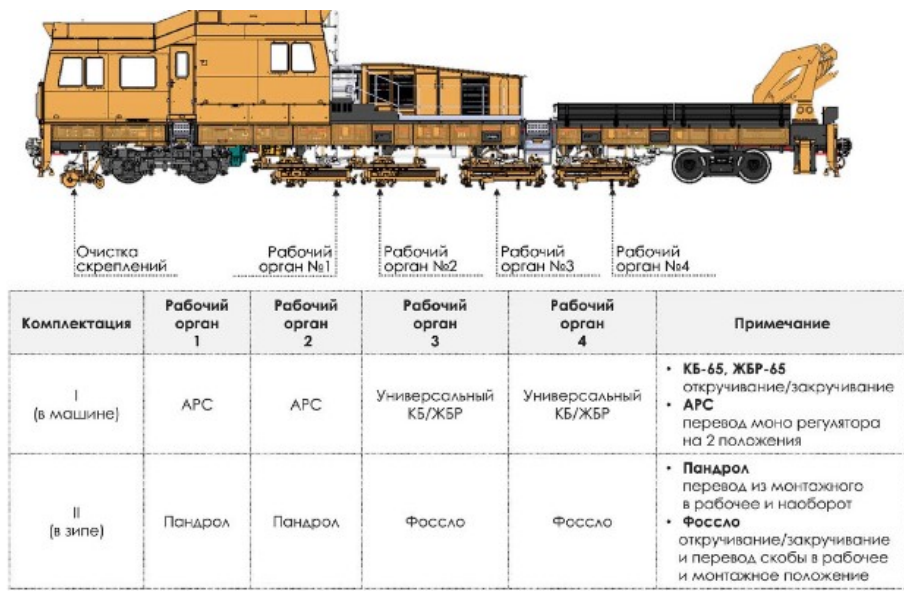 Очистка
скреплений
Рабочий
орган №1
Рабочий
орган №2
Рабочий
орган №3
Рабочий
орган №4
Комплектация
Рабочий
орган
1
Рабочий
орган
2
Рабочий
орган
3
Рабочий
орган
4
Примечание
I
(в машине)
АРС
АРС
Универсальный
КБ/ЖБР
Универсальный
КБ/ЖБР
• КБ-65, ЖБР-65
откручивание/закручивание
• АРС
перевод моно регулятора
на 2 положения
II
(в зипе)
Пандрол
Пандрол
Фоссло
Фоссло
• Пандрол
перевод из монтажного
в рабочее и наоборот
• Фоссло
откручивание/закручивание
и перевод скобы в рабочее
и монтажное положение